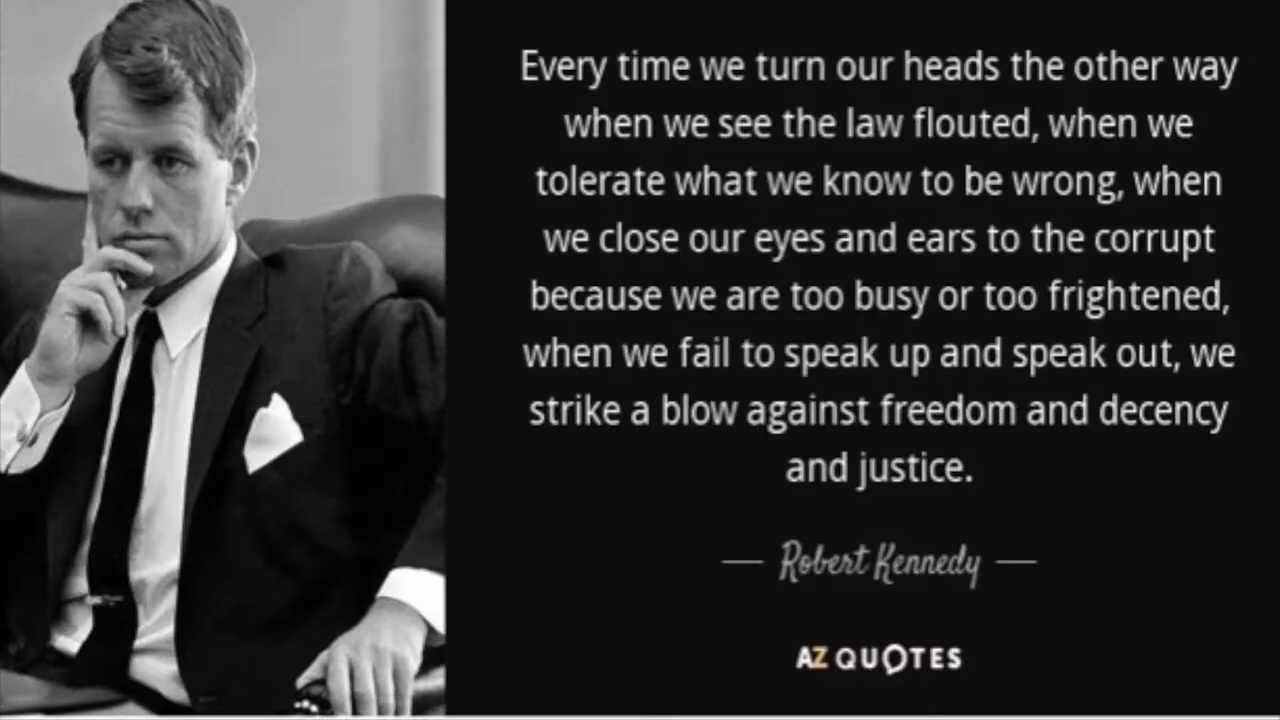 Every time we turn our heads the other way
when we see the law flouted, when we
tolerate what we know to be wrong, when
we close our eyes and ears to the corrupt
because we are too busy or too frightened,
when we fail to speak up and speak out, we
strike a blow against freedom and decency
and justice.
— Robert Kennedy —
AZ QUOTES